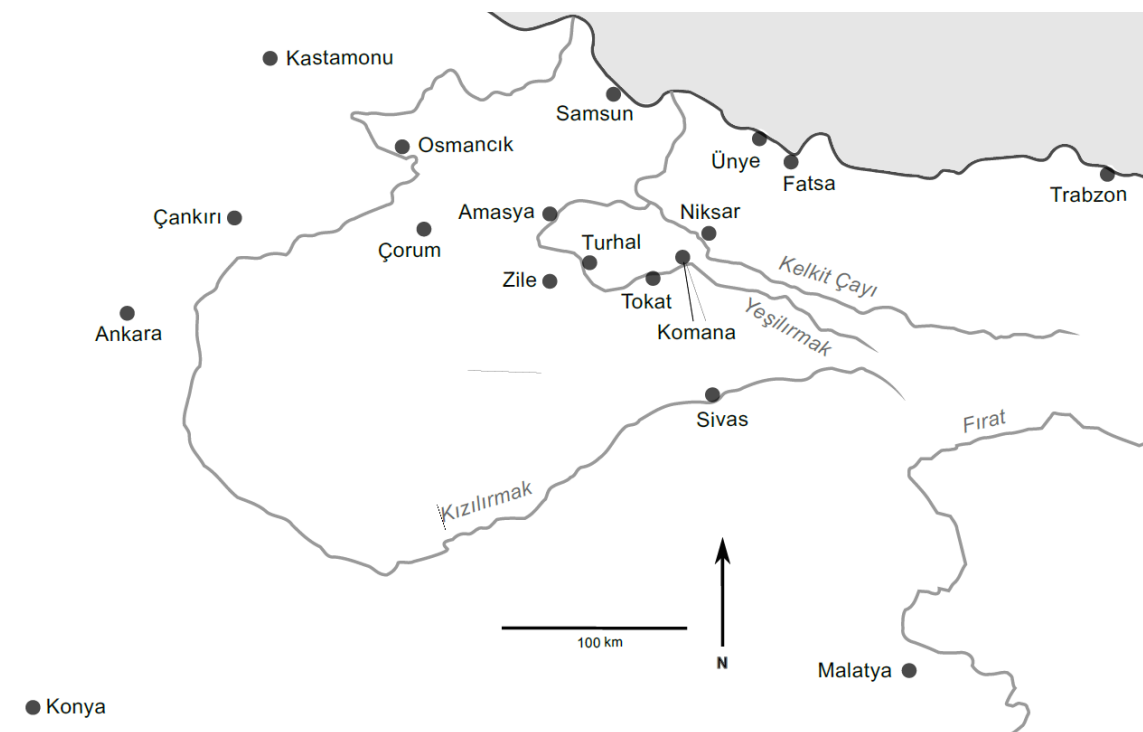 Kastamonu
Samsun
Osmancık
Ünye
Fatsa
Trabzon
Çankırı
Amasya
Niksar
Çorum
Turhal
Kelkit Çayı
Zile
Tokat
Yeşilırmak
Ankara
Komana
Sivas
Fırat
Kızılırmak
100 km
N
Malatya
Konya